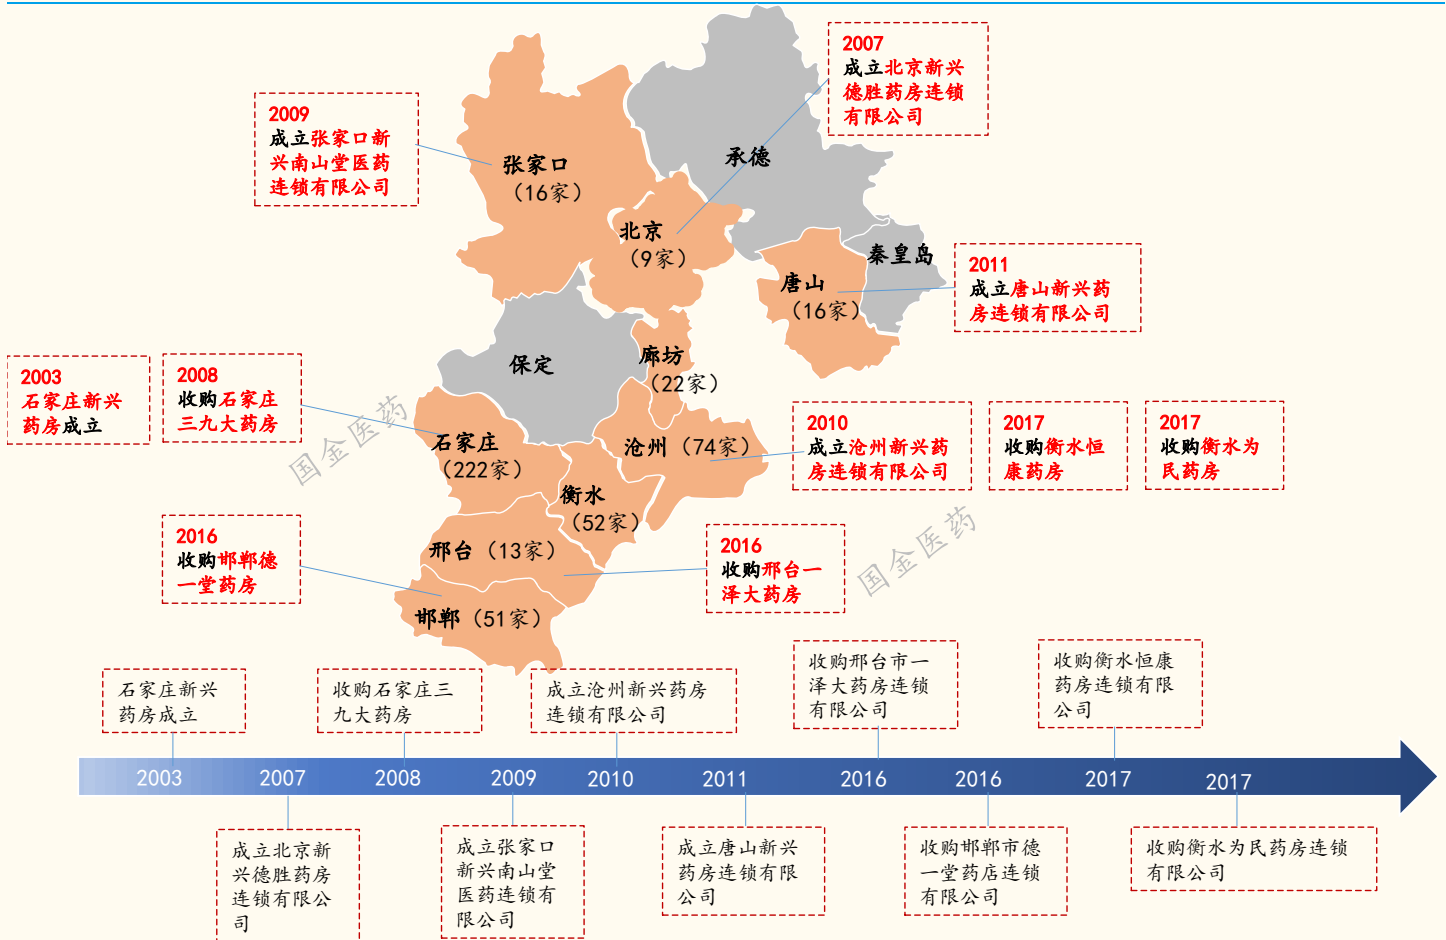 2007
成立北京新兴
德胜药房连锁
有限公司
2009
成立张家口新
兴南山堂医药
连锁有限公司
承德
张家口
（16家）
北京
（9家）
秦皇岛
唐山
（16家）
2011
成立唐山新兴药
房连锁有限公司
廊坊
（22家）
保定
2003
石家庄新兴
药房成立
2008
收购石家庄
三九大药房
国金医药
石家庄
（222家）
沧州（74家）
2010
成立沧州新兴药
房连锁有限公司
2017
收购衡水恒
康药房
2017
收购衡水为
民药房
衡水
（52家）
2016
收购邯郸德
一堂药房
邢台（13家）
2016
收购邢台一
泽大药房
国金医药
邯郸（51家）
石家庄新兴
药房成立
收购石家庄三
九大药房
成立沧州新兴药房
连锁有限公司
收购邢台市一
泽大药房连锁
有限公司
收购衡水恒康
药房连锁有限
公司
2003
2007
2008
2009
2010
2011
2016
2016
2017
2017
成立北京新
兴德胜药房
连锁有限公
司
成立张家口
新兴南山堂
医药连锁有
限公司
成立唐山新兴
药房连锁有限
公司
收购邯郸市德
一堂药店连锁
有限公司
收购衡水为民药房连锁
有限公司